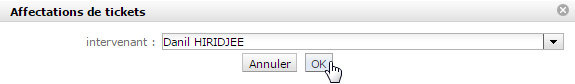 Affectations de tickets
intervenant : Danil HIRIDJEE
Annuler OK